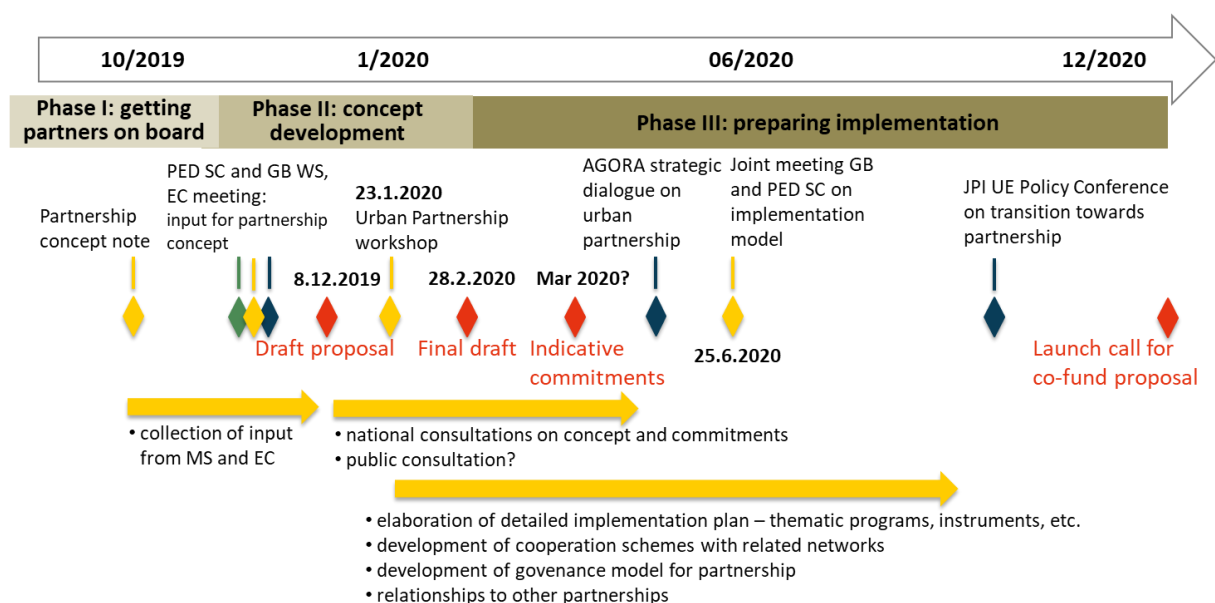 10/2019
1/2020
06/2020
12/2020
Phase I: getting
partners on board
Phase II: concept
development
Phase III: preparing implementation
Partnership
concept note
PED SC and GB WS,
EC meeting:
input for partnership
concept
23.1.2020
Urban Partnership
workshop
AGORA strategic
dialogue on
urban
partnership
Joint meeting GB
and PED SC on
implementation
model
JPI UE Policy Conference
on transition towards
partnership
8.12.2019
28.2.2020
Mar 2020?
Draft proposal
Final draft
Indicative
commitments
25.6.2020
Launch call for
co-fund proposal
• collection of input
from MS and EC
• national consultations on concept and commitments
• public consultation?
• elaboration of detailed implementation plan – thematic programs, instruments, etc.
• development of cooperation schemes with related networks
• development of govenance model for partnership
• relationships to other partnerships